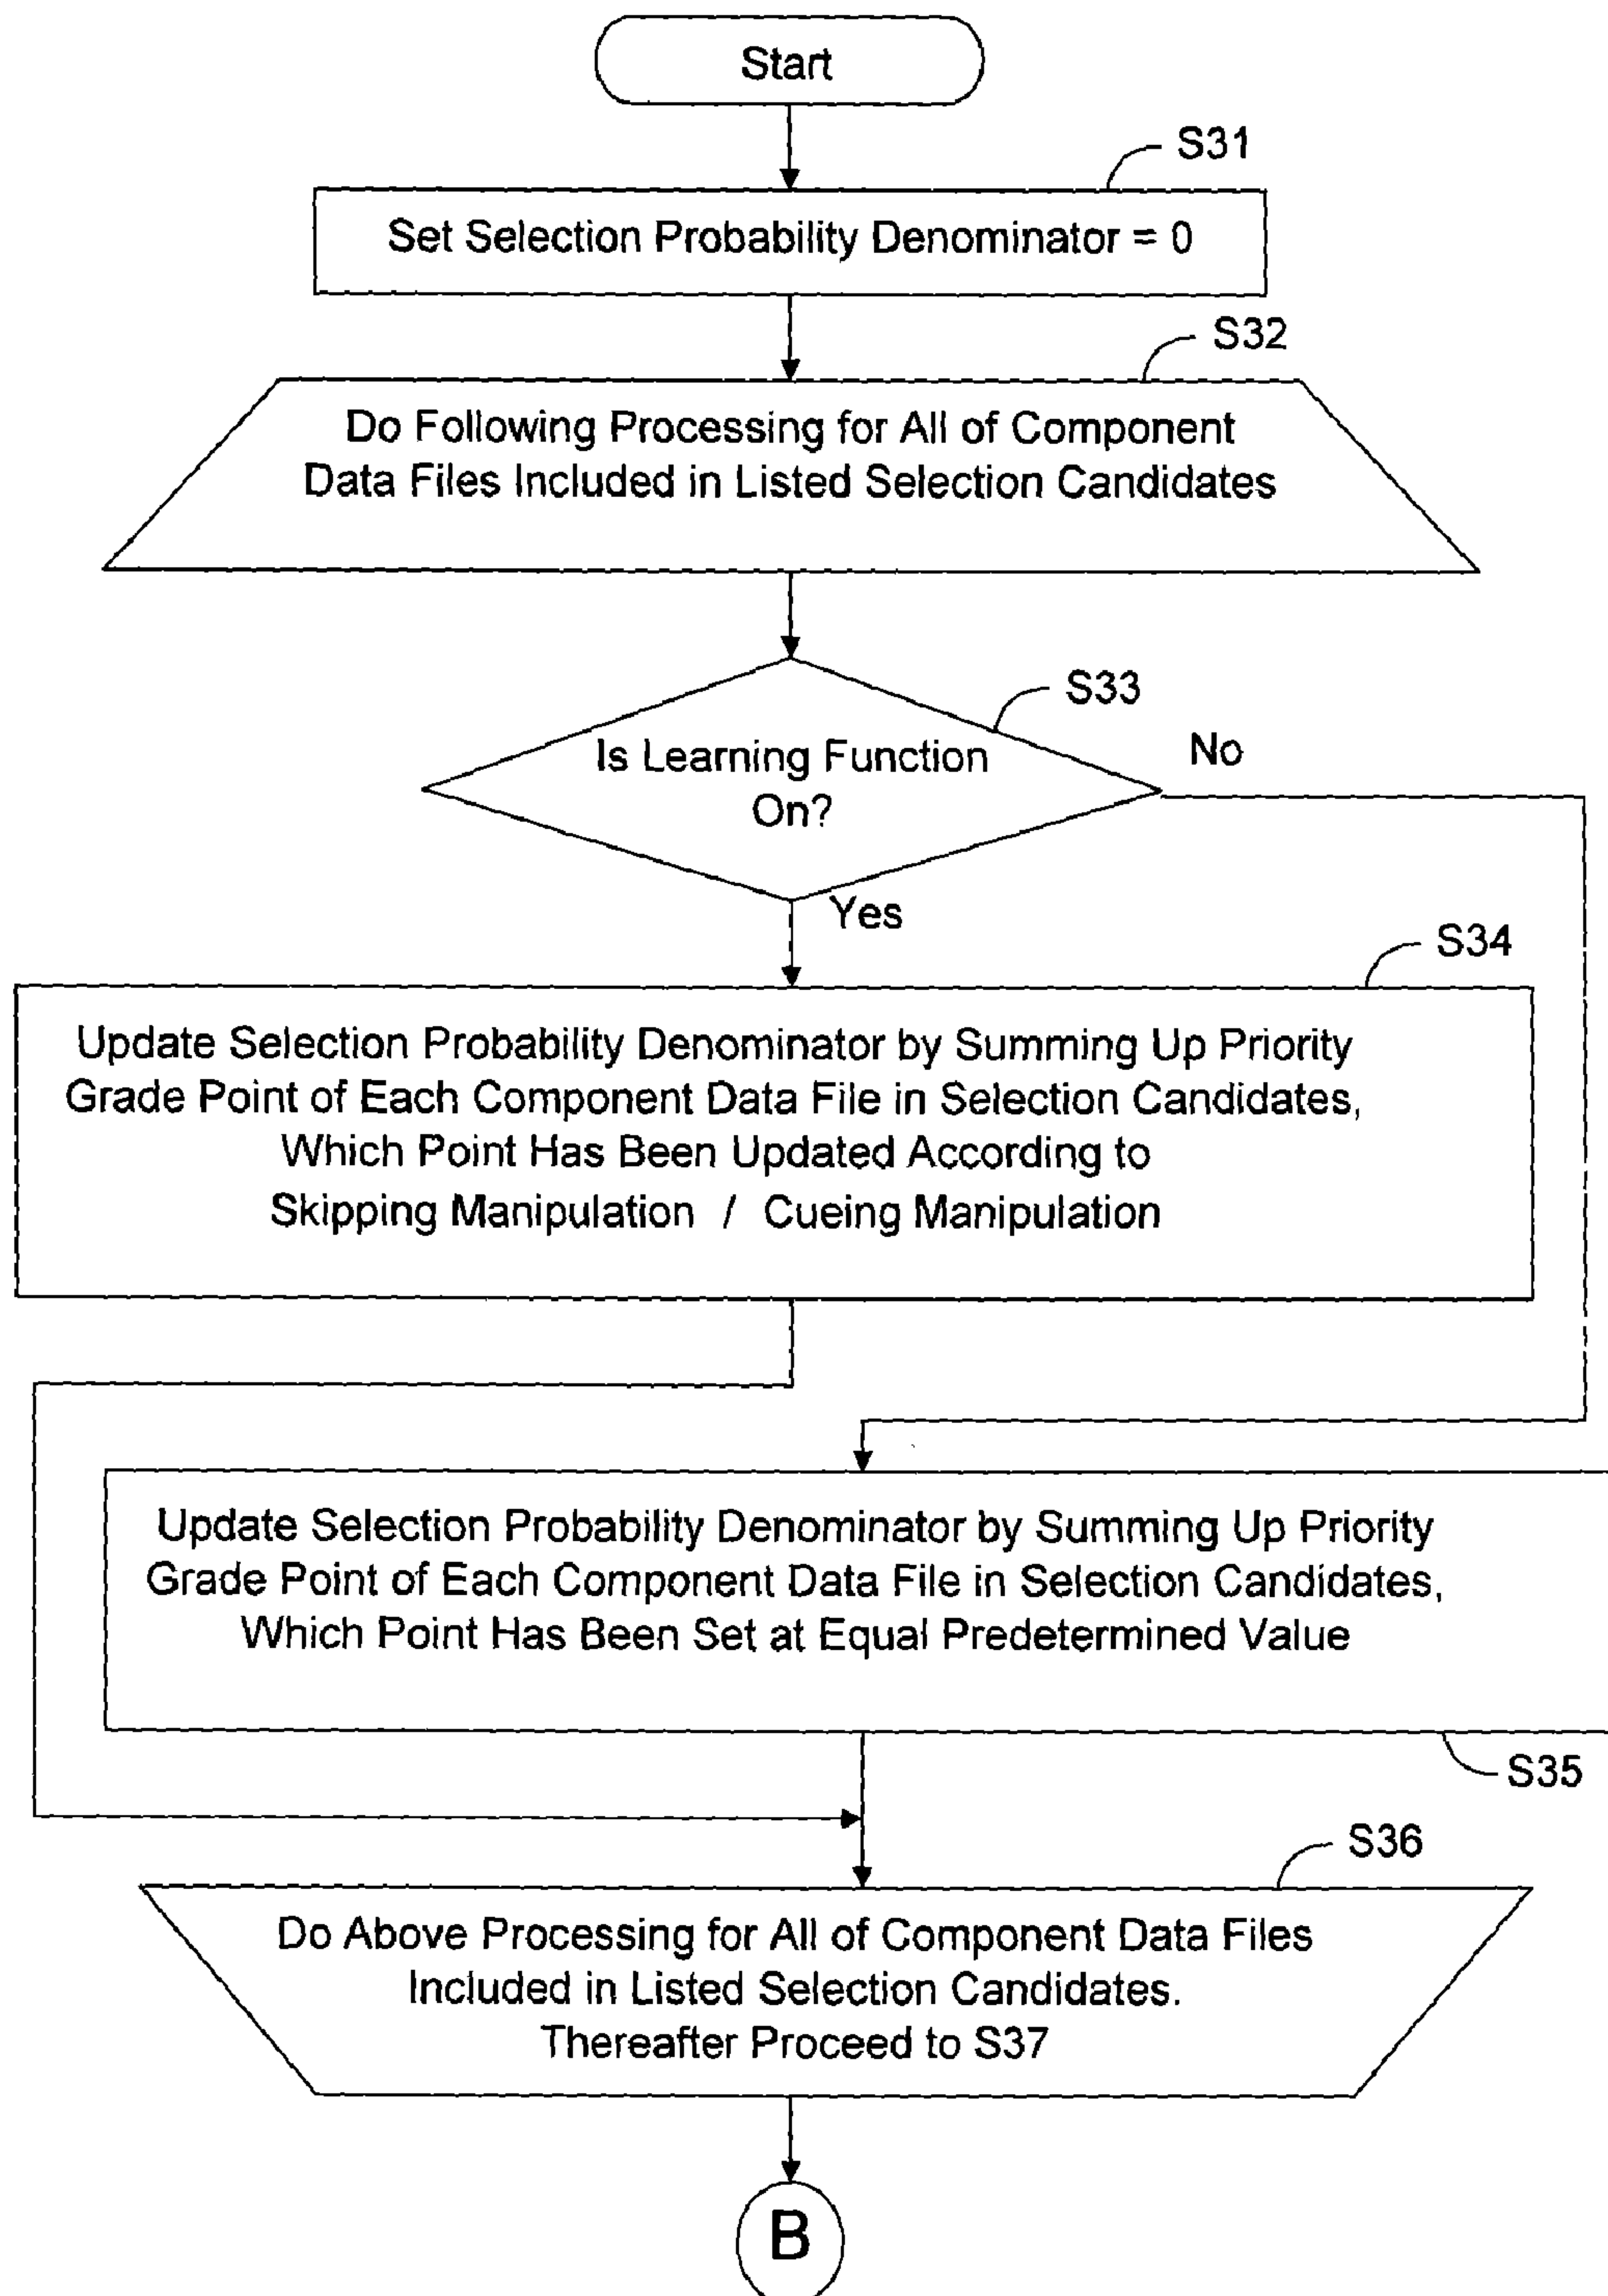 Start
S31
Set Selection Probability Denominator = 0
S32
Do Following Processing for All of Component
Data Files Included in Listed Selection Candidates
S33
Is Learning Function
On?
No
Yes
S34
Update Selection Probability Denominator by Summing Up Priority
Grade Point of Each Component Data File in Selection Candidates,
Which Point Has Been Updated According to
Skipping Manipulation / Cueing Manipulation
Update Selection Probability Denominator by Summing Up Priority
Grade Point of Each Component Data File in Selection Candidates,
Which Point Has Been Set at Equal Predetermined Value
S35
S36
Do Above Processing for All of Component Data Files
Included in Listed Selection Candidates.
Thereafter Proceed to S37
B